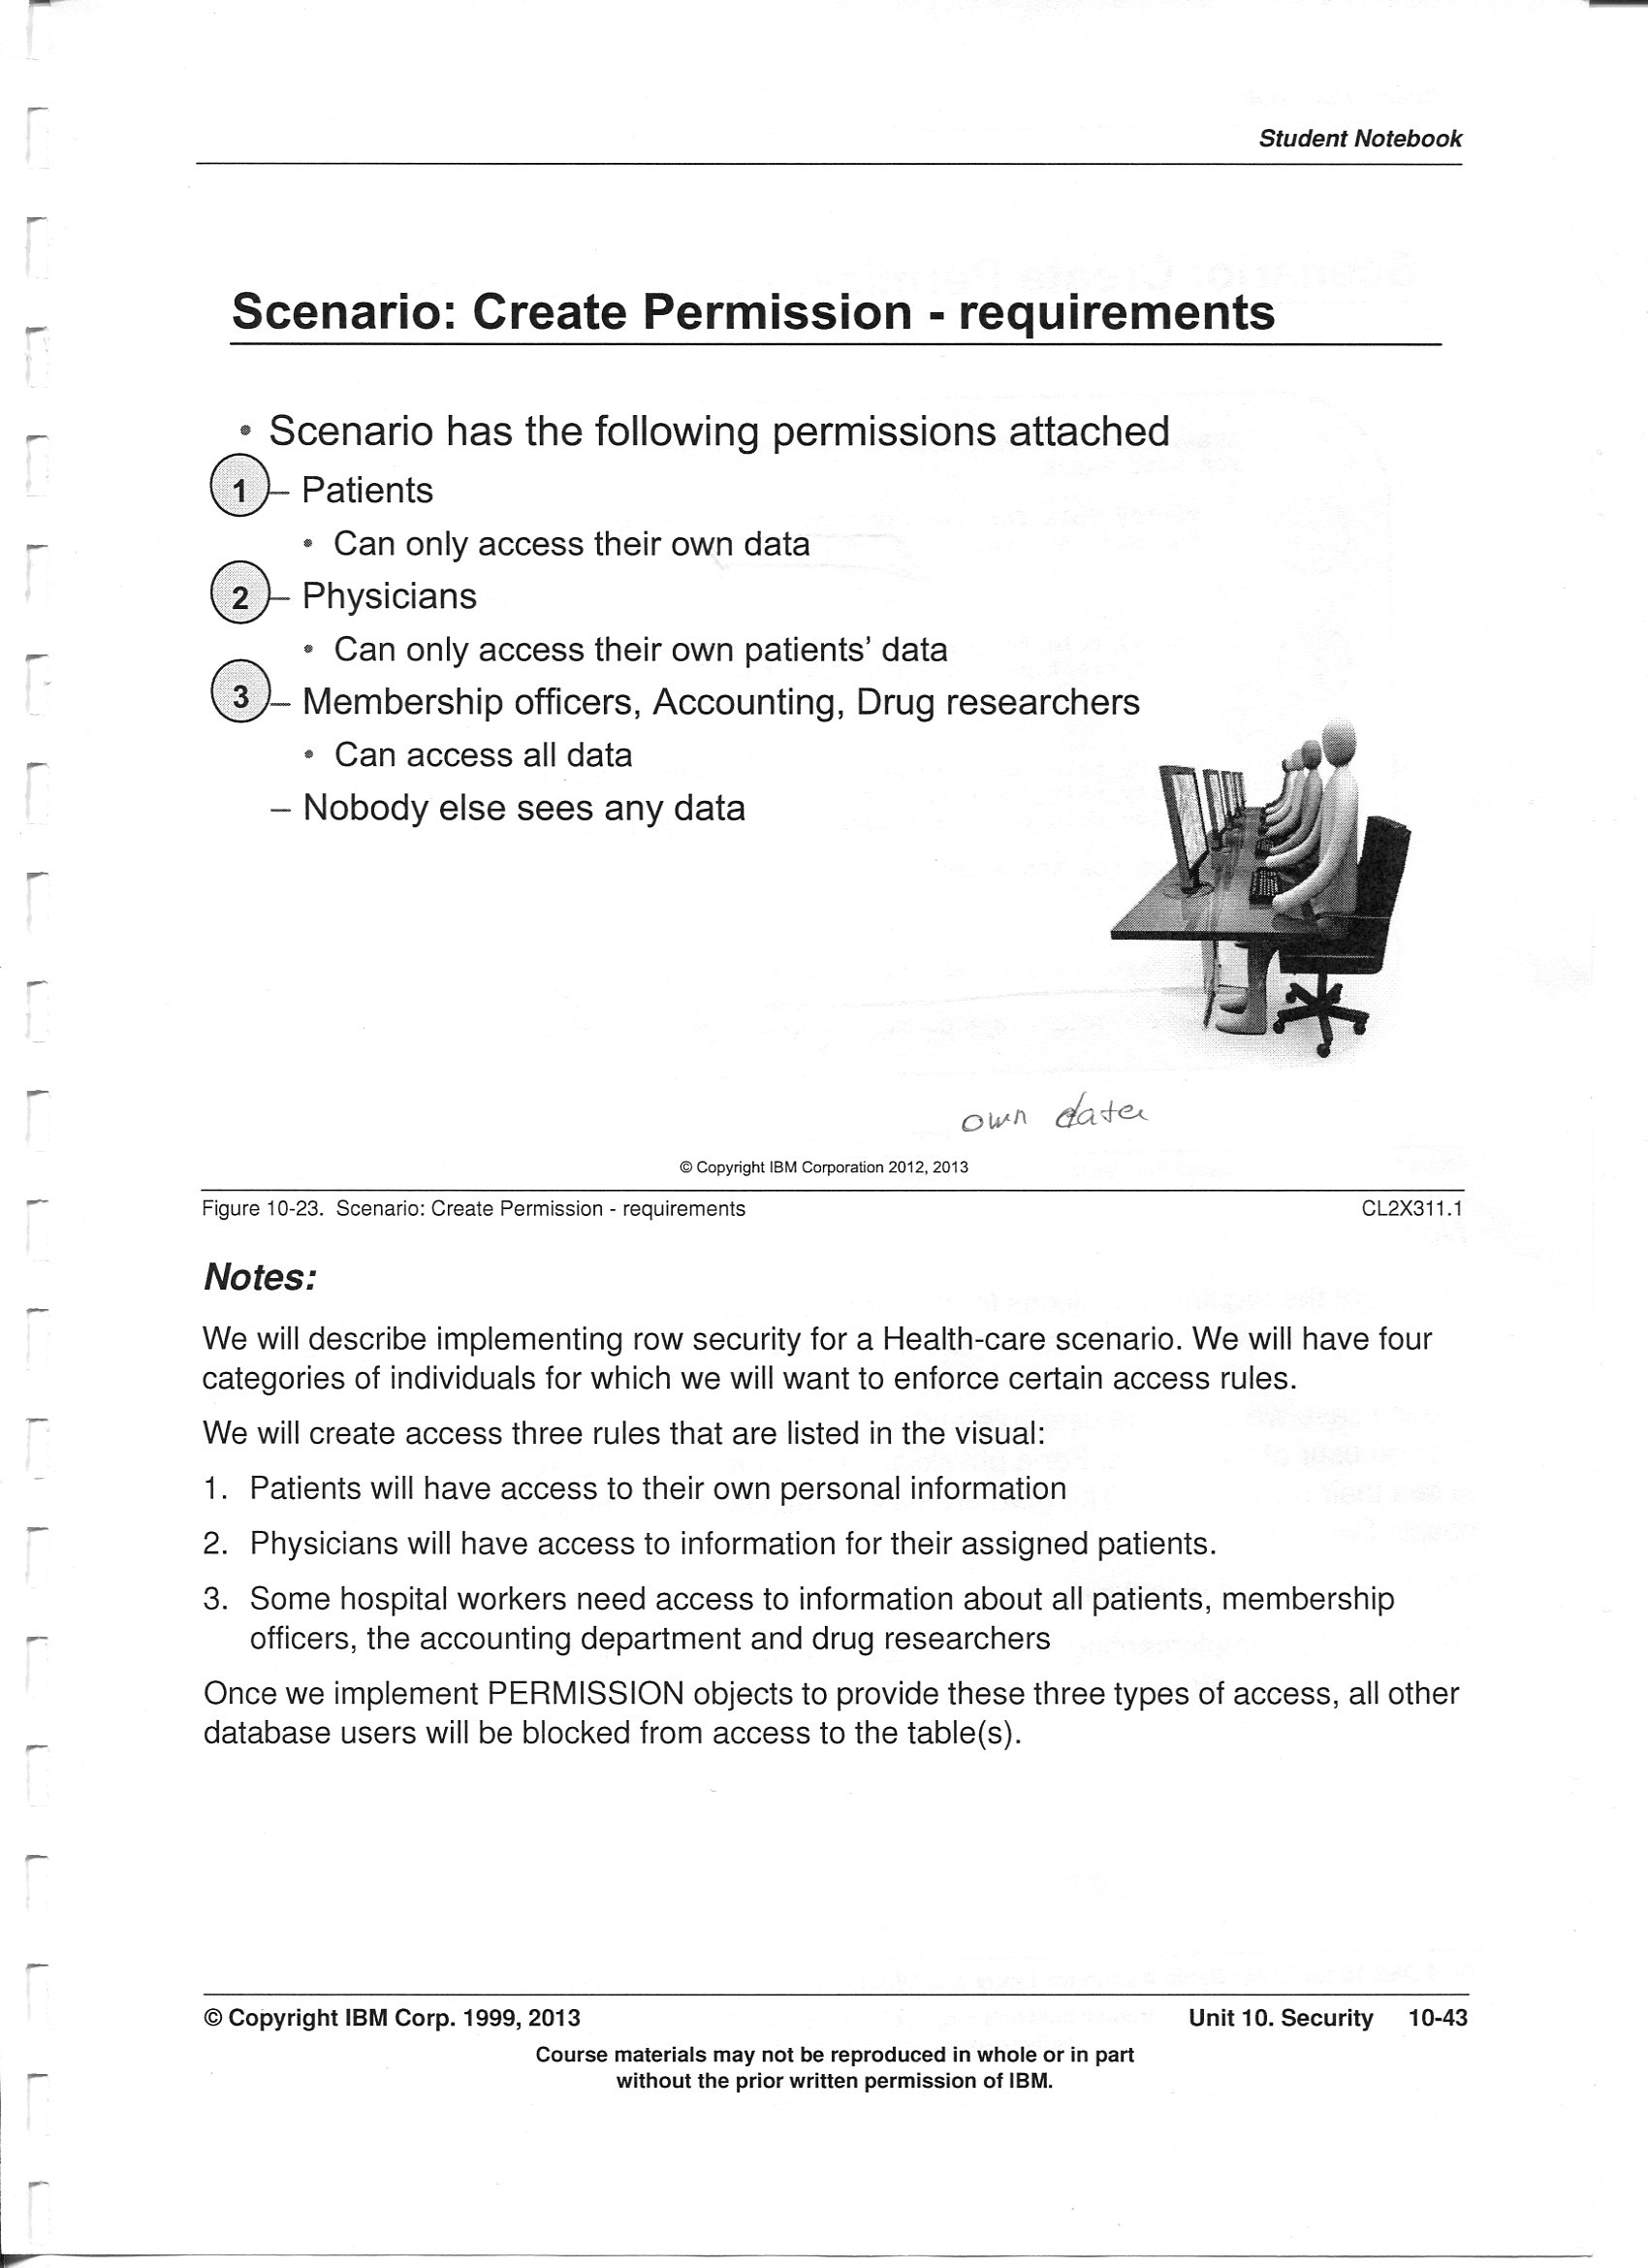 Student Notebook
Scenario: Create Permission - requirements
• Scenario has the following permissions attached
1 – Patients
• Can only access their own data
2 – Physicians
• Can only access their own patients' data
3 – Membership officers, Accounting, Drug researchers
• Can access all data
– Nobody else sees any data
own data
© Copyright IBM Corporation 2012, 2013
Figure 10-23. Scenario: Create Permission - requirements CL2X311.1
Notes:
We will describe implementing row security for a Health-care scenario. We will have four
categories of individuals for which we will want to enforce certain access rules.
We will create access three rules that are listed in the visual:
1. Patients will have access to their own personal information
2. Physicians will have access to information for their assigned patients.
3. Some hospital workers need access to information about all patients, membership
officers, the accounting department and drug researchers
Once we implement PERMISSION objects to provide these three types of access, all other
database users will be blocked from access to the table(s).
© Copyright IBM Corp. 1999, 2013 Unit 10. Security 10-43
Course materials may not be reproduced in whole or in part
without the prior written permission of IBM.